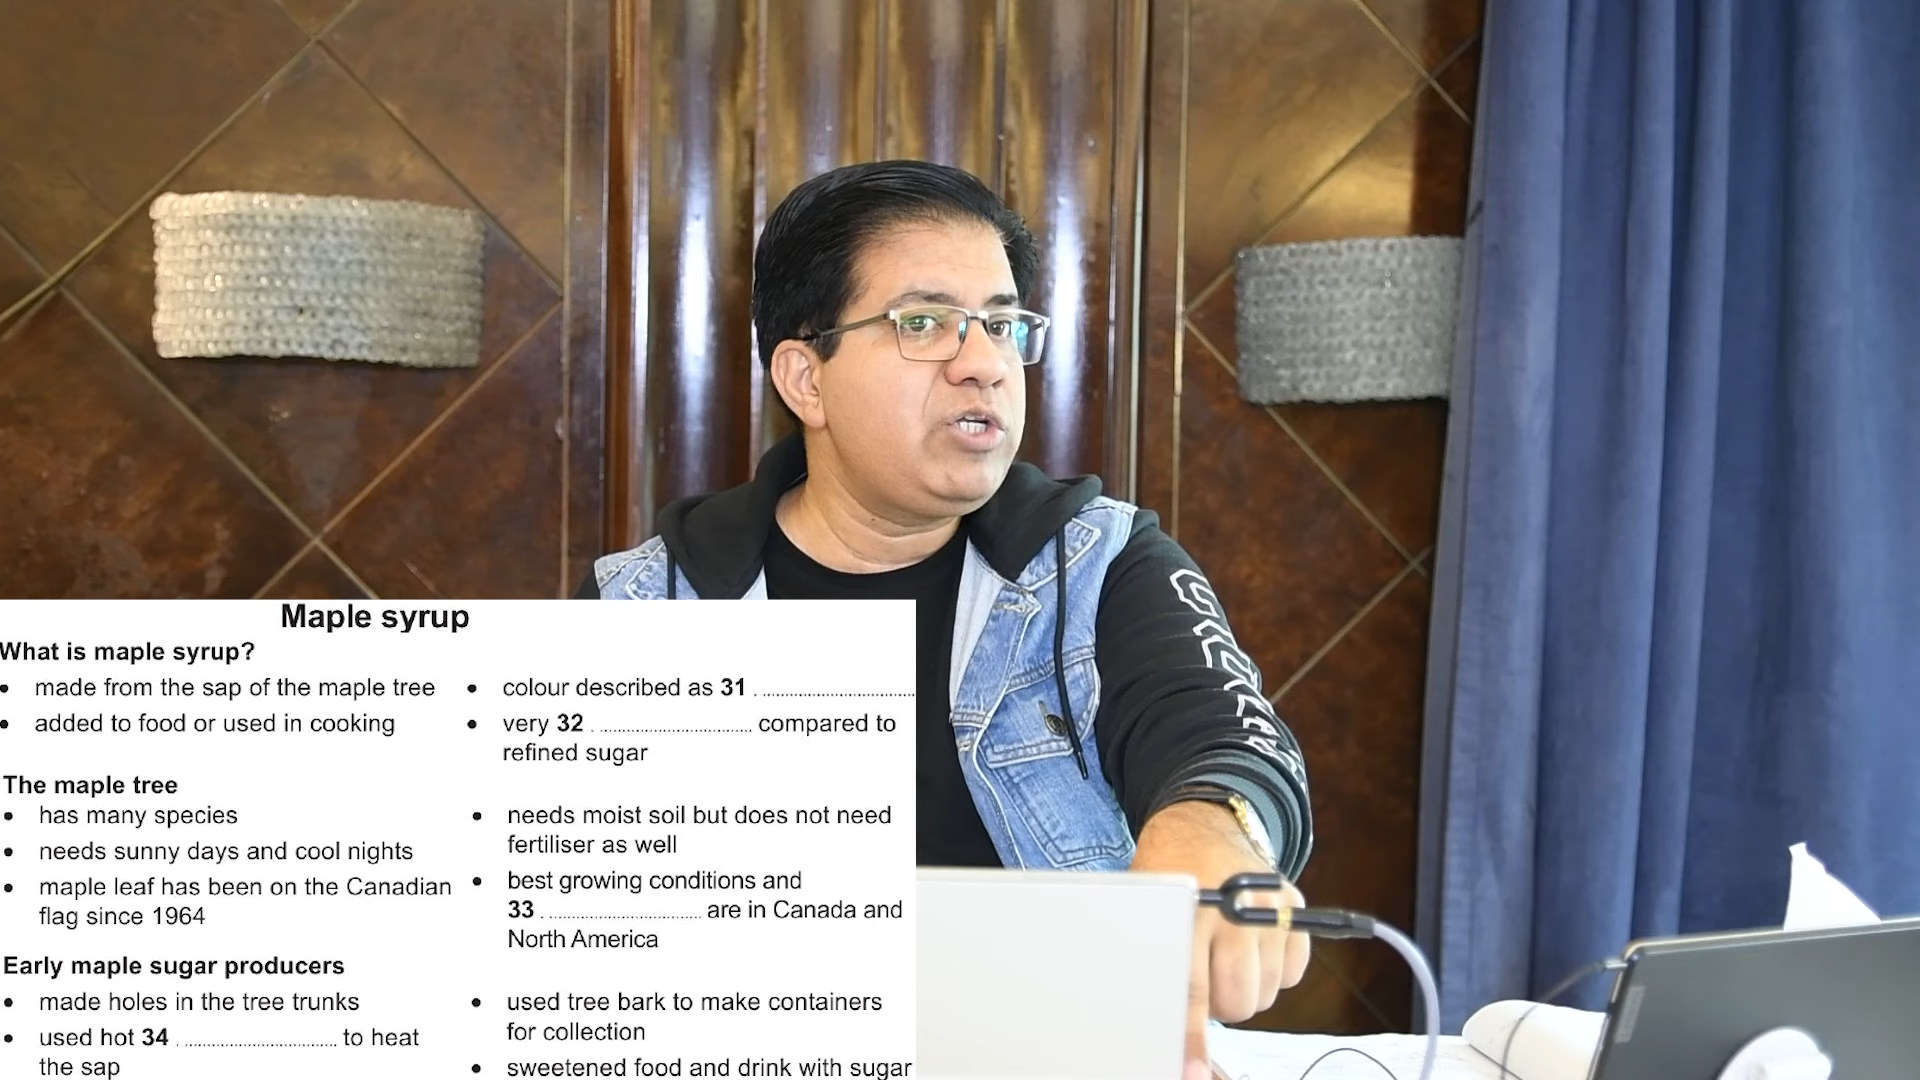 Maple syrup
What is maple syrup?
• made from the sap of the maple tree
• added to food or used in cooking
• colour described as 31 . ........................................
• very 32 . ........................................ compared to
refined sugar
The maple tree
• has many species
• needs sunny days and cool nights
• maple leaf has been on the Canadian
flag since 1964
• needs moist soil but does not need
fertiliser as well
• best growing conditions and
33 . ........................................ are in Canada and
North America
Early maple sugar producers
• made holes in the tree trunks
• used hot 34 . ........................................ to heat
the sap
• used tree bark to make containers
for collection
• sweetened food and drink with sugar